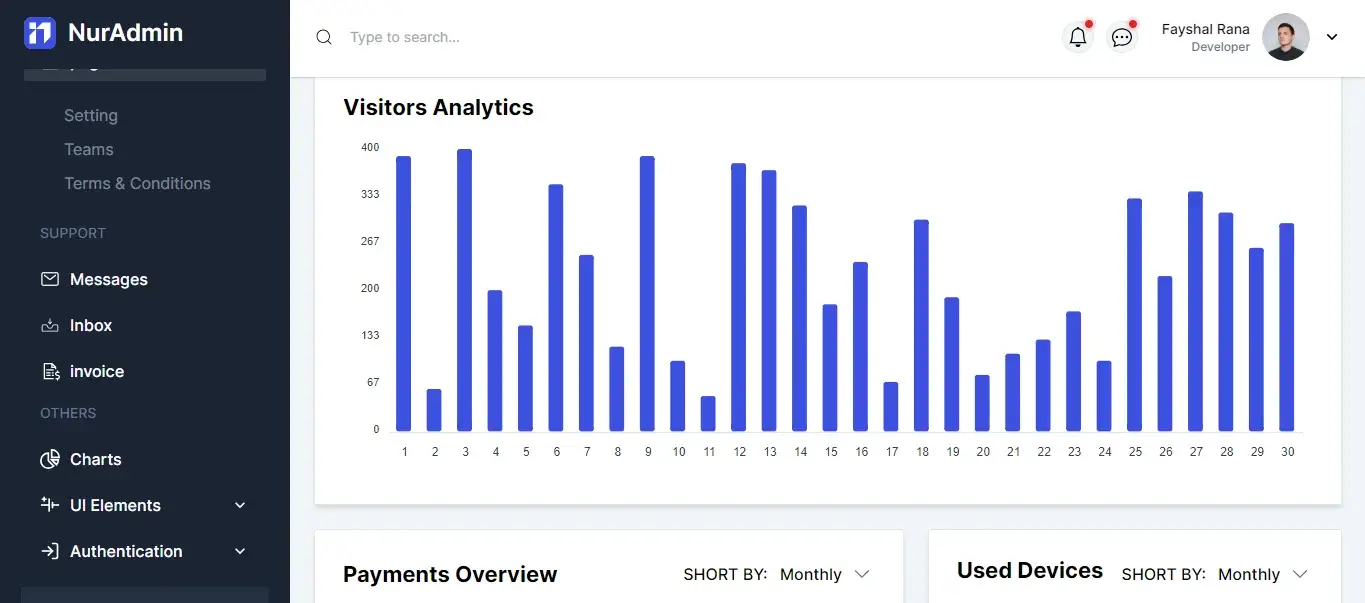 NurAdmin
Setting
Teams
Terms & Conditions
SUPPORT
Messages
Inbox
invoice
OTHERS
Charts
UI Elements
Authentication
Type to search...
Fayshal Rana
Developer
Visitors Analytics
400
333
267
200
133
67
0
1 2 3 4 5 6 7 8 9 10 11 12 13 14 15 16 17 18 19 20 21 22 23 24 25 26 27 28 29 30
Payments Overview SHORT BY: Monthly
Used Devices SHORT BY: Monthly